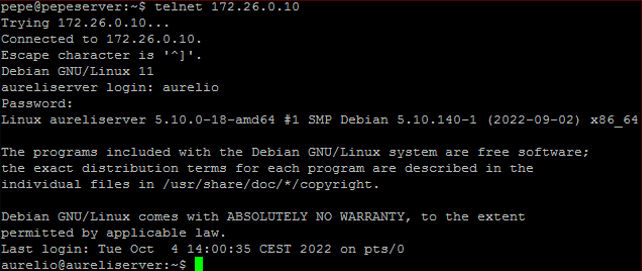 pepe@pepeserver:~$ telnet 172.26.0.10
Trying 172.26.0.10...
Connected to 172.26.0.10.
Escape character is '^]'.
Debian GNU/Linux 11
aureliserver login: aurelio
Password:
Linux aureliserver 5.10.0-18-amd64 #1 SMP Debian 5.10.140-1 (2022-09-02) x86_64
The programs included with the Debian GNU/Linux system are free software;
the exact distribution terms for each program are described in the
individual files in /usr/share/doc/*/copyright.
Debian GNU/Linux comes with ABSOLUTELY NO WARRANTY, to the extent
permitted by applicable law.
Last login: Tue Oct  4 14:00:35 CEST 2022 on pts/0
aurelio@aureliserver:~$